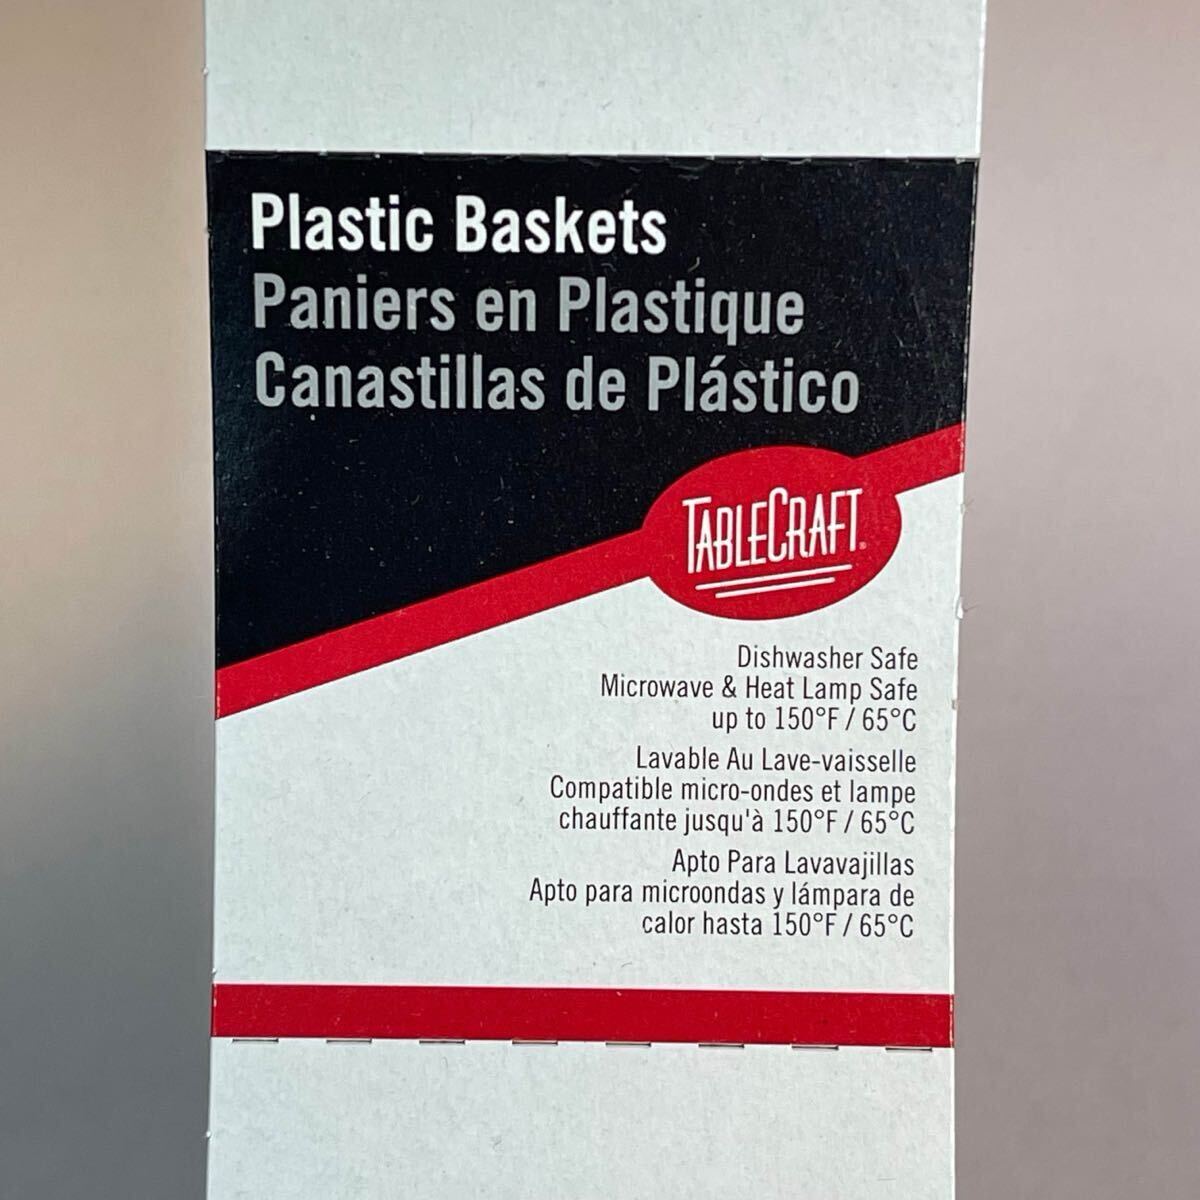 Plastic Baskets
Paniers en Plastique
Canastillas de Plástico
TABLECRAFT®
Dishwasher Safe
Microwave & Heat Lamp Safe
up to 150°F / 65°C
Lavable Au Lave-vaisselle
Compatible micro-ondes et lampe
chauffante jusqu'à 150°F / 65°C
Apto Para Lavavajillas
Apto para microondas y lámpara de
calor hasta 150°F / 65°C